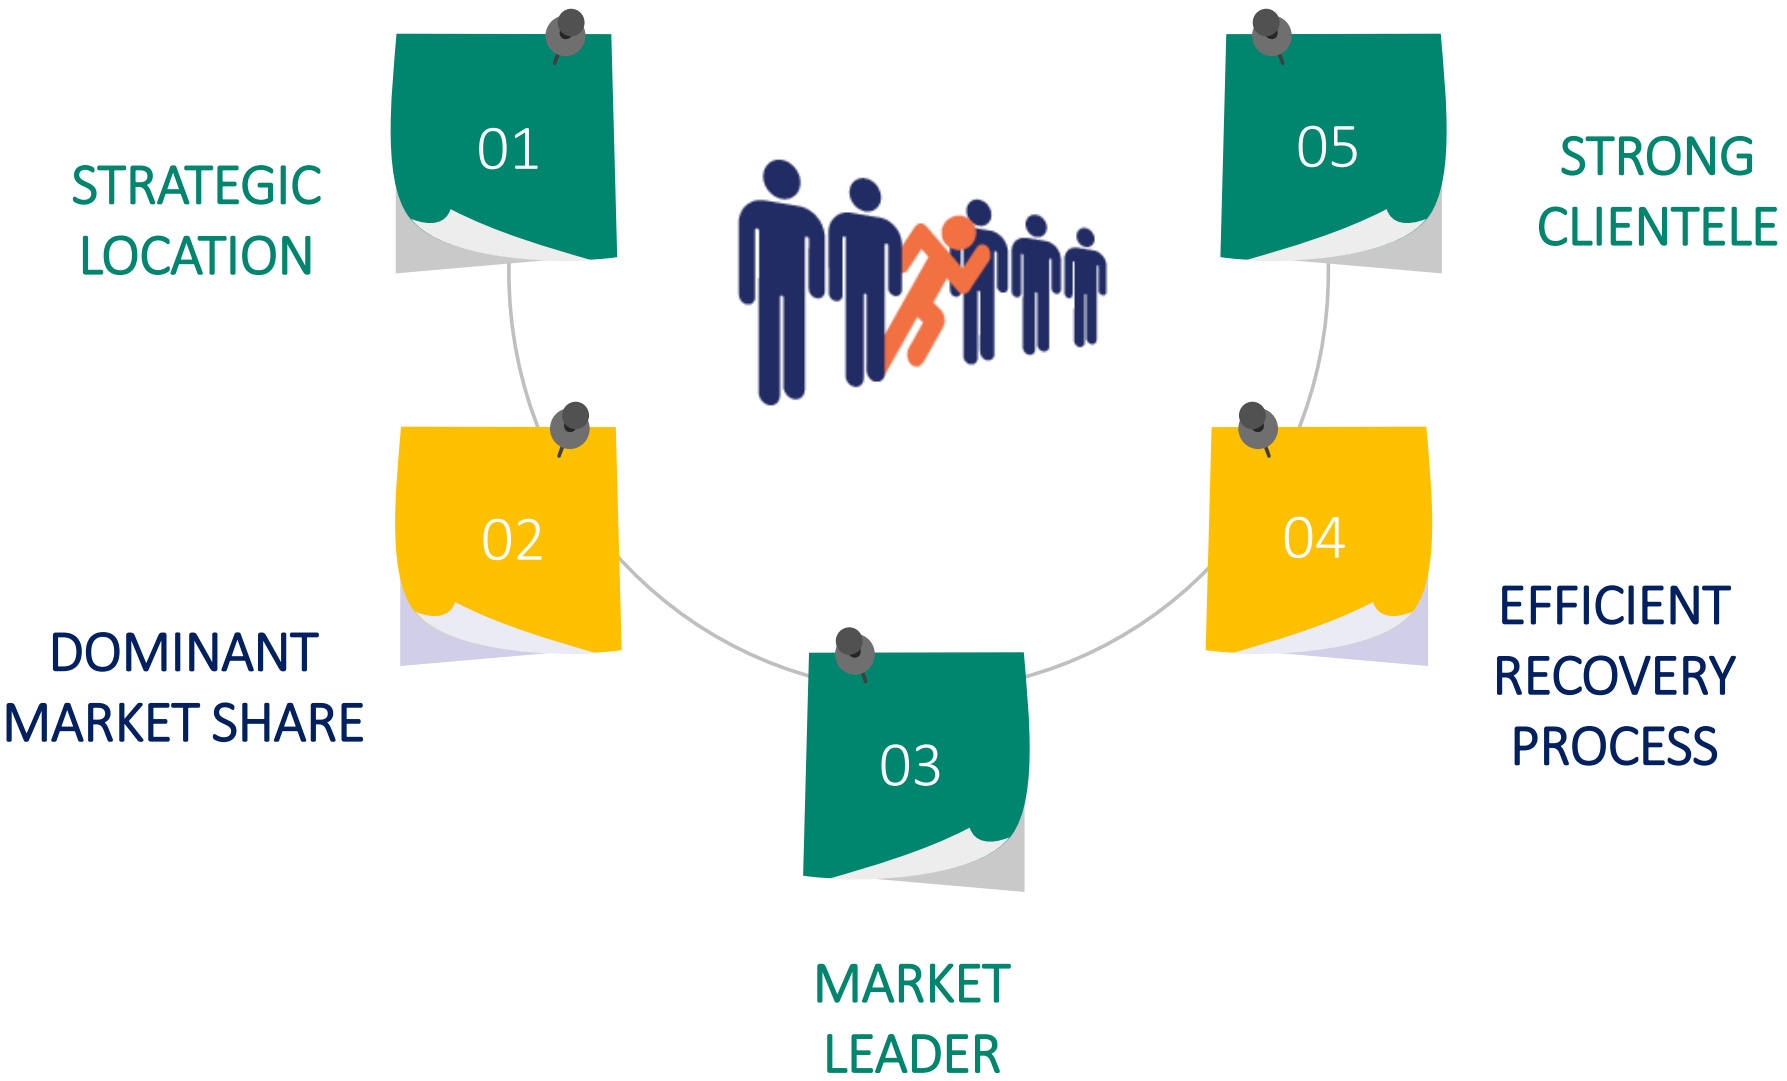 01
STRATEGIC
LOCATION
02
DOMINANT
MARKET SHARE
03
MARKET
LEADER
04
EFFICIENT
RECOVERY
PROCESS
05
STRONG
CLIENTELE